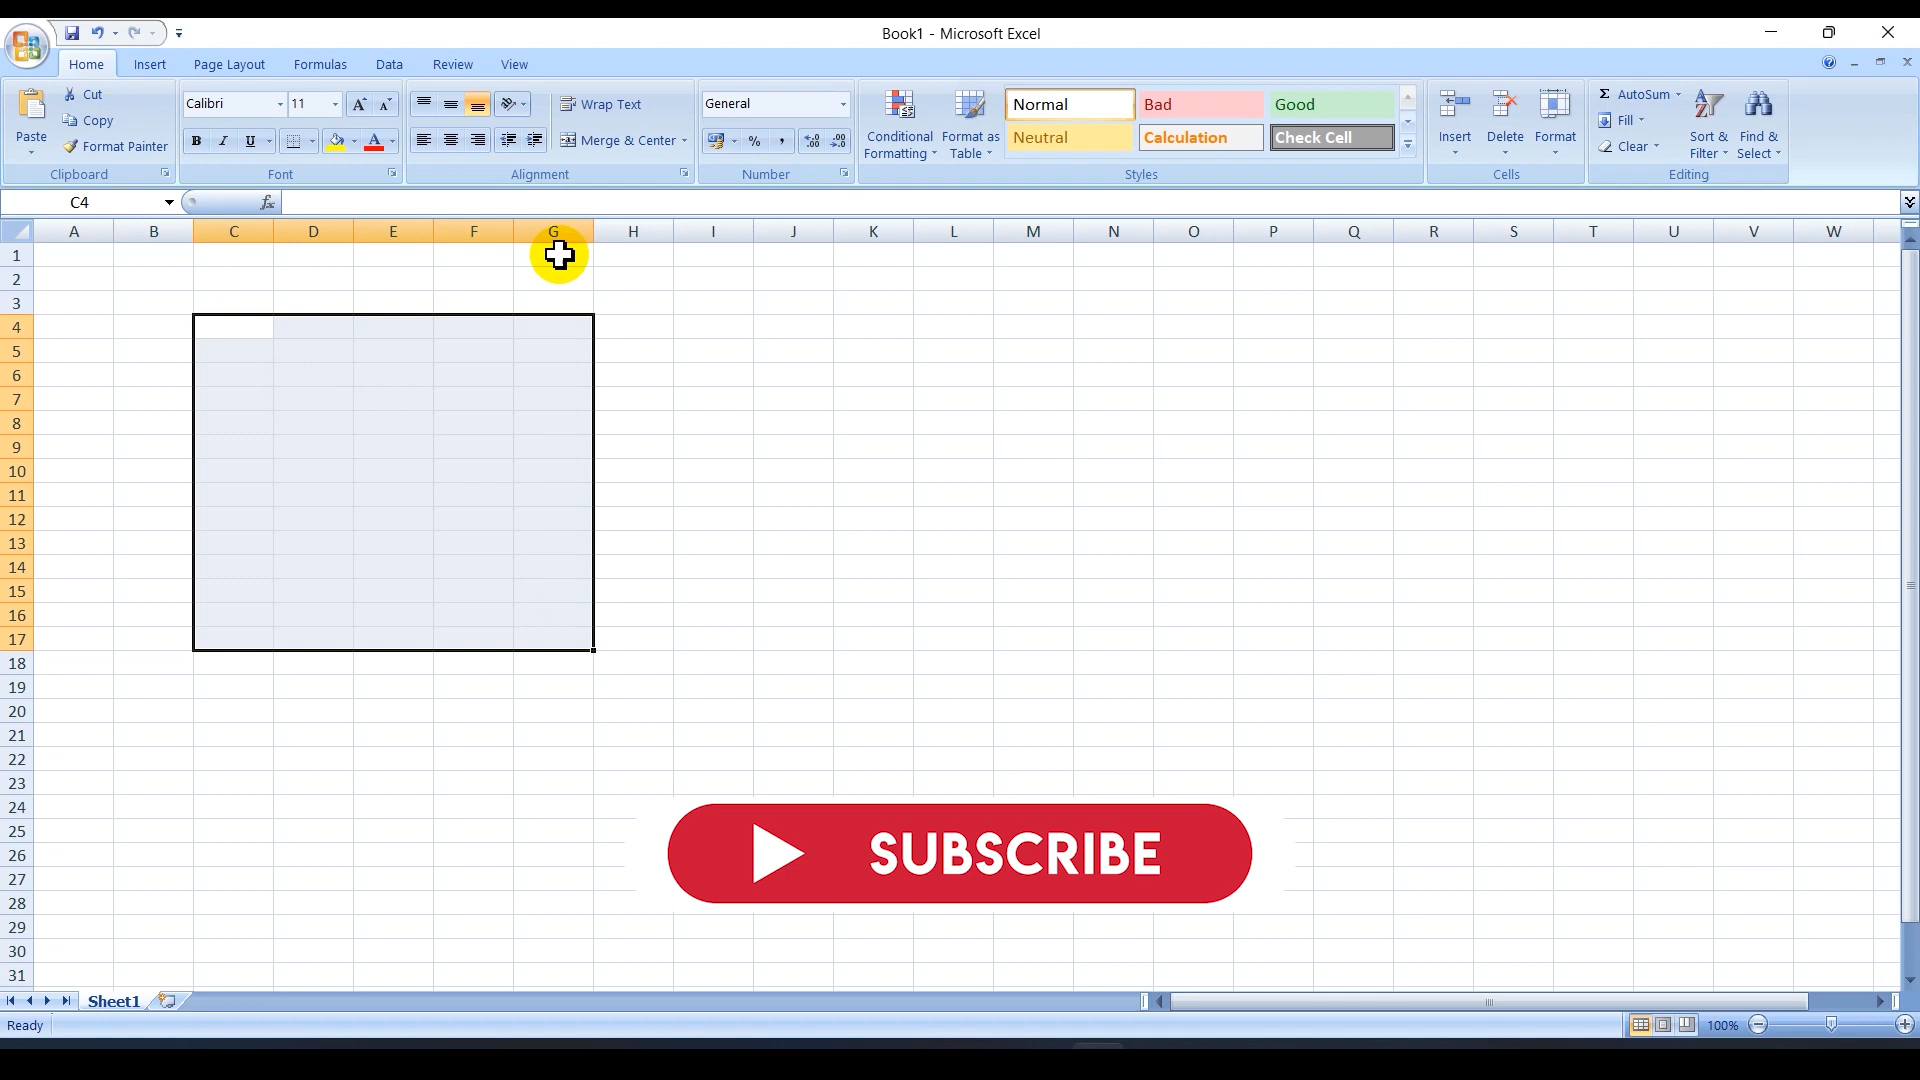 Book1 - Microsoft Excel
Home Insert Page Layout Formulas Data Review View
Paste Cut Copy Format Painter
Clipboard
Calibri 11
B I U A
Font
Wrap Text
Merge & Center
Alignment
General
% ,
Number
Conditional Formatting Format as Table
Normal Bad Good
Neutral Calculation Check Cell
Styles
Insert Delete Format
Cells
Σ AutoSum
Fill
Clear
Sort & Filter Find & Select
Editing
C4 fx
A B C D E F G H I J K L M N O P Q R S T U V W
1
2
3
4
5
6
7
8
9
10
11
12
13
14
15
16
17
18
19
20
21
22
23
24
25
26
27
28
29
30
31
SUBSCRIBE
Sheet1
Ready 100%